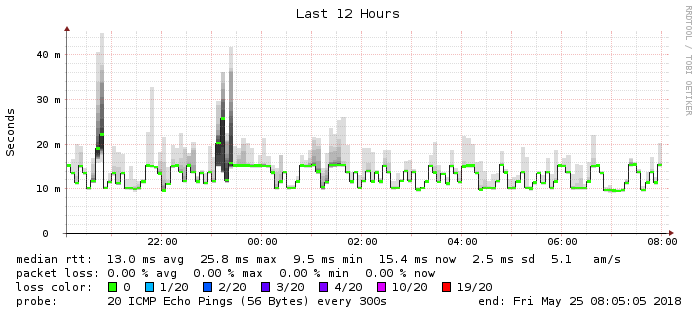 Last 12 Hours
RRDTOOL / TOBI OETIKER
Seconds
40 m
30 m
20 m
10 m
0
22:00 00:00 02:00 04:00 06:00 08:00
median rtt: 13.0 ms avg 25.8 ms max 9.5 ms min 15.4 ms now 2.5 ms sd 5.1 am/s
packet loss: 0.00 % avg 0.00 % max 0.00 % min 0.00 % now
loss color: 0 1/20 2/20 3/20 4/20 10/20 19/20
probe: 20 ICMP Echo Pings (56 Bytes) every 300s end: Fri May 25 08:05:05 2018